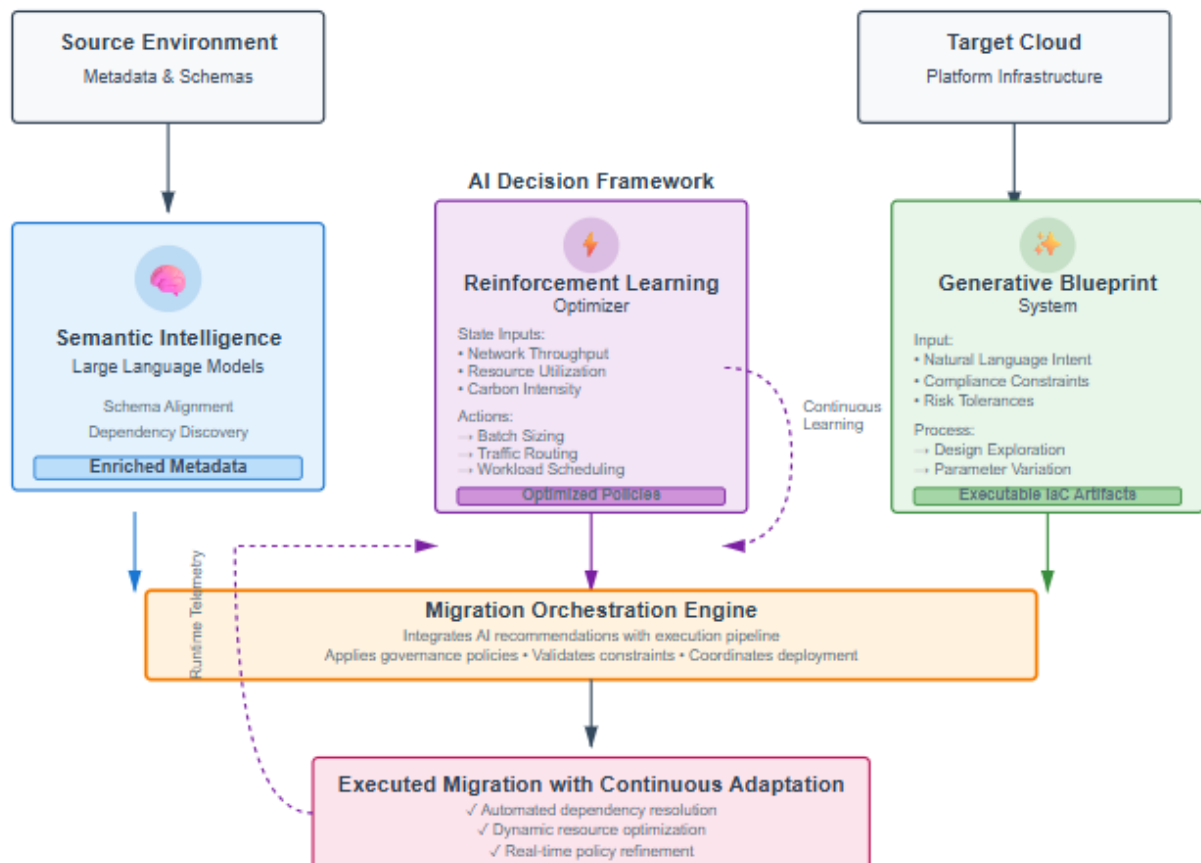 Source Environment
Metadata & Schemas
Target Cloud
Platform Infrastructure
AI Decision Framework
Semantic Intelligence
Large Language Models
Schema Alignment
Dependency Discovery
Enriched Metadata
Reinforcement Learning
Optimizer
State Inputs:
• Network Throughput
• Resource Utilization
• Carbon Intensity
Actions:
→ Batch Sizing
→ Traffic Routing
→ Workload Scheduling
Optimized Policies
Continuous
Learning
Generative Blueprint
System
Input:
• Natural Language Intent
• Compliance Constraints
• Risk Tolerances
Process:
→ Design Exploration
→ Parameter Variation
Executable IaC Artifacts
Runtime Telemetry
Migration Orchestration Engine
Integrates AI recommendations with execution pipeline
Applies governance policies • Validates constraints • Coordinates deployment
Executed Migration with Continuous Adaptation
✓ Automated dependency resolution
✓ Dynamic resource optimization
✓ Real-time policy refinement